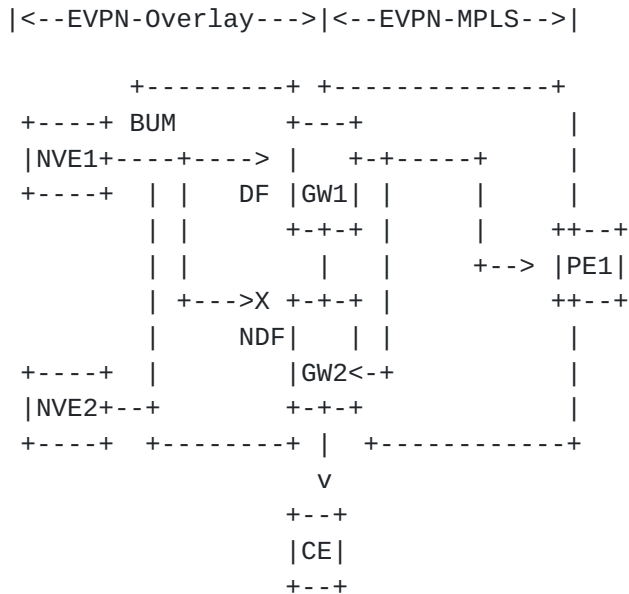 |<--EVPN-Overlay--->|<--EVPN-MPLS-->|

        +---------+ +--------------+
 +----+ BUM       +---+             |
 |NVE1+----+----> |   +-+-----+     |
 +----+  | |   DF |GW1| |     |     |
         | |      +-+-+ |     |    ++--+
         | |        |   |     +--> |PE1|
         | +--->X +-+-+ |          ++--+
         |     NDF|   | |           |
 +----+  |        |GW2<-+           |
 |NVE2+--+        +-+-+             |
 +----+  +--------+ |  +------------+
                    v
                  +--+
                  |CE|
                  +--+